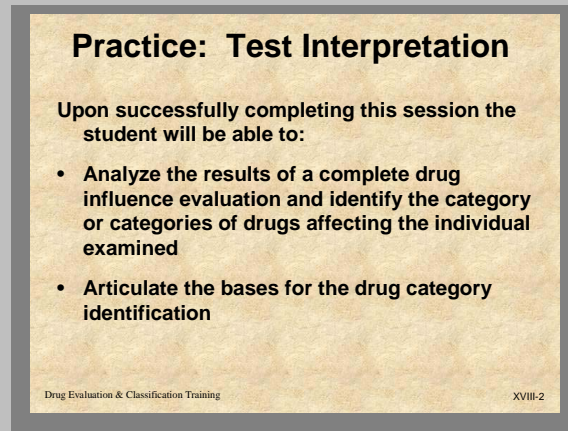 Practice: Test Interpretation
Upon successfully completing this session the
student will be able to:
• Analyze the results of a complete drug
influence evaluation and identify the category
or categories of drugs affecting the individual
examined
• Articulate the bases for the drug category
identification
Drug Evaluation & Classification Training
XVIII-2